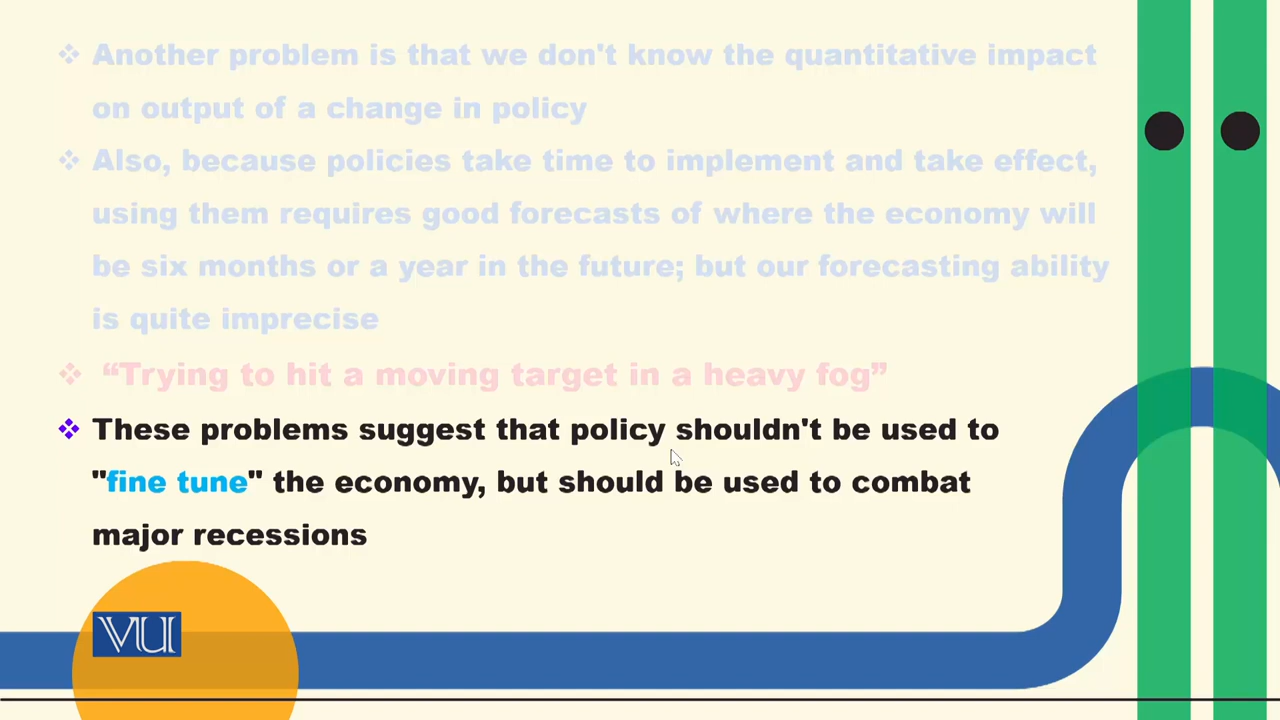 Another problem is that we don't know the quantitative impact
on output of a change in policy
Also, because policies take time to implement and take effect,
using them requires good forecasts of where the economy will
be six months or a year in the future; but our forecasting ability
is quite imprecise
“Trying to hit a moving target in a heavy fog”
These problems suggest that policy shouldn't be used to
"fine tune" the economy, but should be used to combat
major recessions
VU